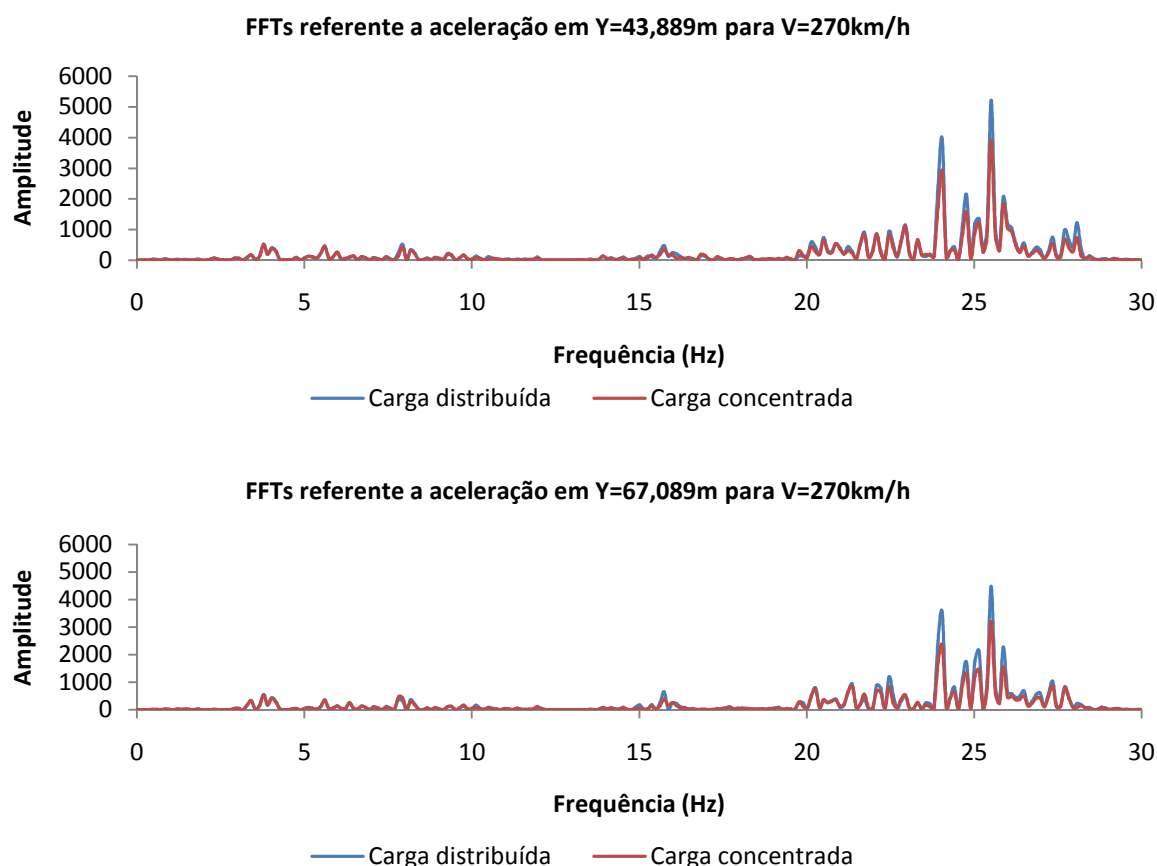 FFTs referente a aceleração em Y=43,889m para V=270km/h
6000
5000
4000
3000
2000
1000
0
Amplitude
0 5 10 15 20 25 30
Frequência (Hz)
Carga distribuída Carga concentrada
FFTs referente a aceleração em Y=67,089m para V=270km/h
6000
5000
4000
3000
2000
1000
0
Amplitude
0 5 10 15 20 25 30
Frequência (Hz)
Carga distribuída Carga concentrada